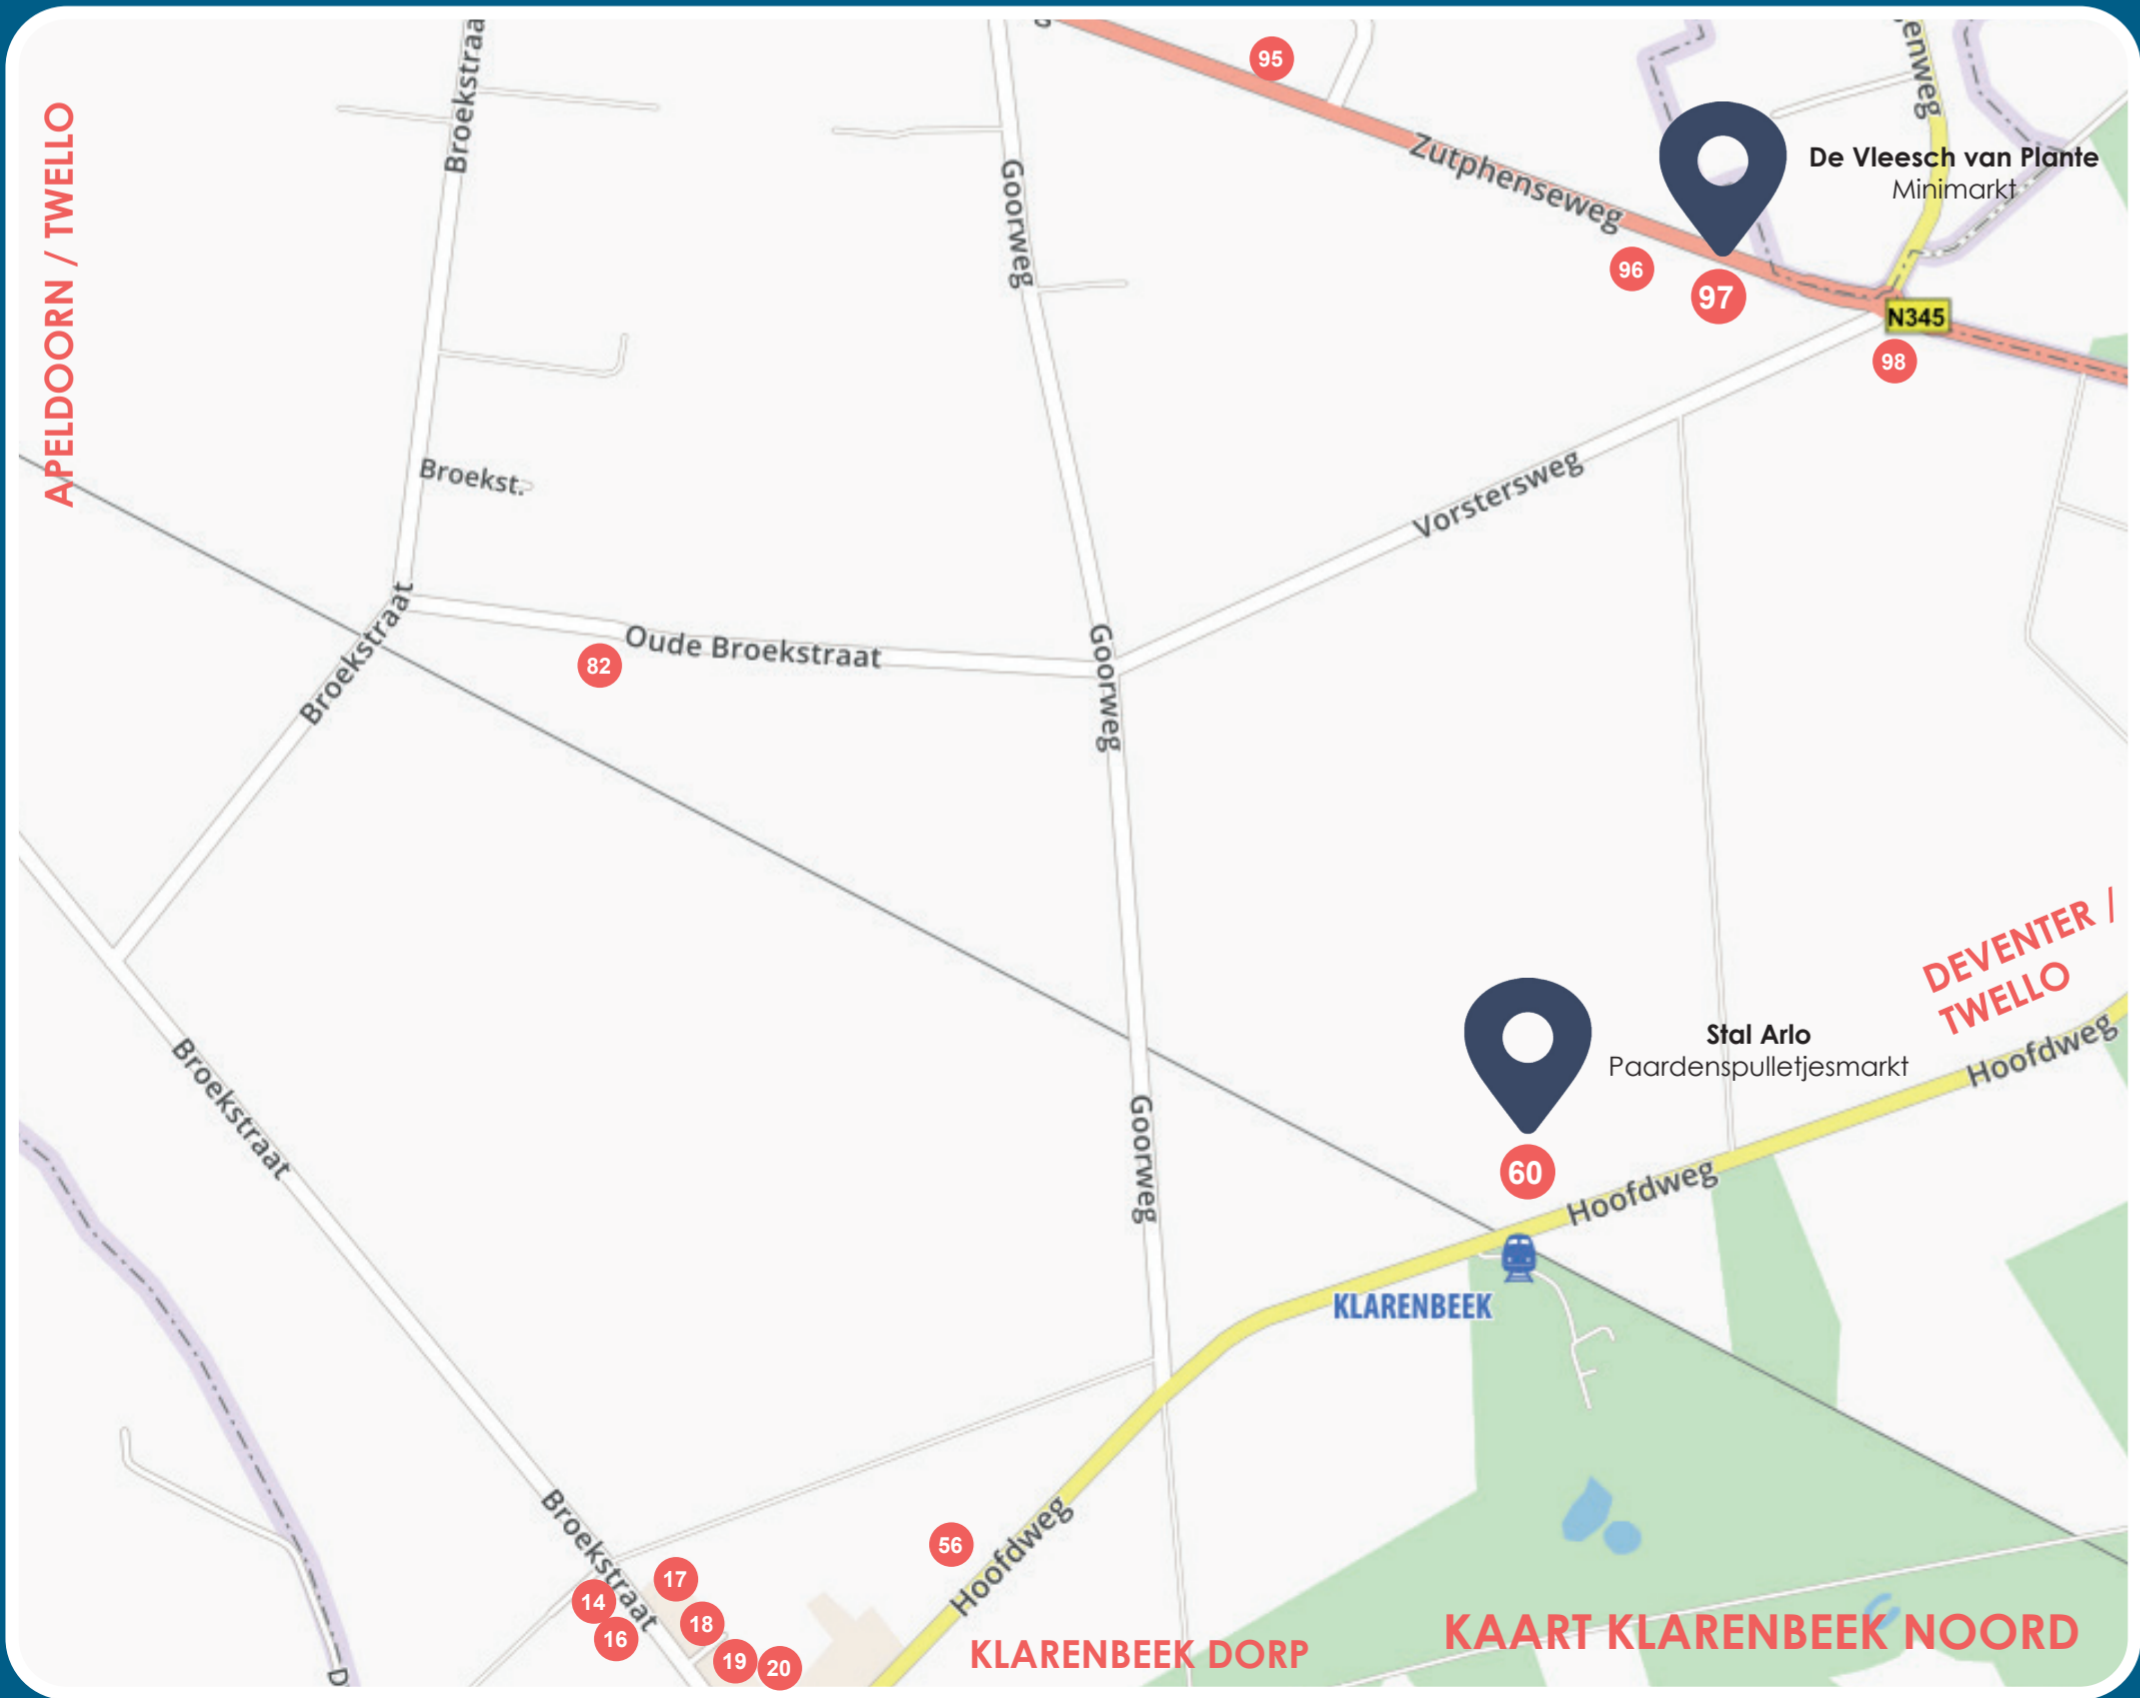 Broekstraa
enweg
95
APELDOORN / TWELLO
Broekstraat
Goorweg
Zutphenseweg
De Vleesch van Plante
Minimarkt
96
97
N345
98
Broekst.
Vorstersweg
Broekstraat
Oude Broekstraat
82
Goorweg
DEVENTER /
TWELLO
Stal Arlo
Paardenspulletjesmarkt
Hoofdweg
Broekstraat
Goorweg
60
Hoofdweg
KLARENBEEK
Broekstraat
56
Hoofdweg
17
14
18
16
19
20
KLARENBEEK DORP
KAART KLARENBEEK NOORD
D